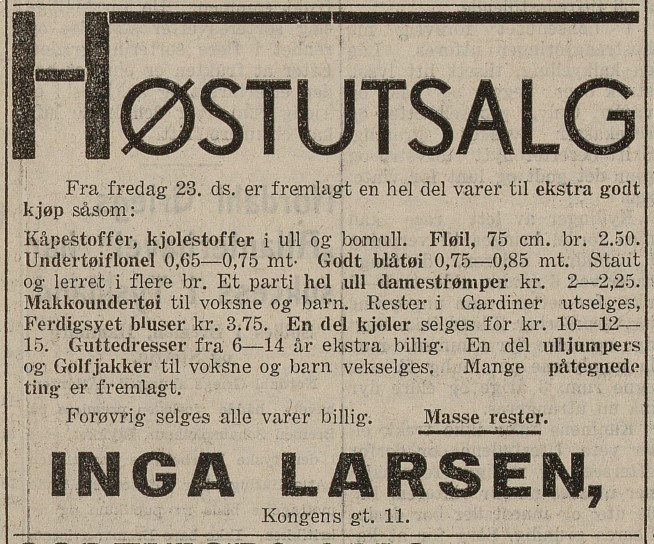 HØSTUTSALG
Fra fredag 23. ds. er fremlagt en hel del varer til ekstra godt
kjøp såsom:
Kåpestoffer, kjolestoffer i ull og bomull. Fløil, 75 cm. br. 2.50.
Undertøiflonel 0,65—0,75 mt· Godt blåtøi 0,75—0,85 mt. Staut
og lerret i flere br. Et parti hel ull damestrømper kr. 2—2,25.
Makkoundertøi til voksne og barn. Rester i Gardiner utselges,
Ferdigsyet bluser kr. 3.75. En del kjoler selges for kr. 10—12—
15. Guttedresser fra 6—14 år ekstra billig· En del ulljumpers
og Golfjakker til voksne og barn vekselges. Mange påtegnede
ting er fremlagt.
Forøvrig selges alle varer billig. Masse rester.
INGA LARSEN,
Kongens gt. 11.